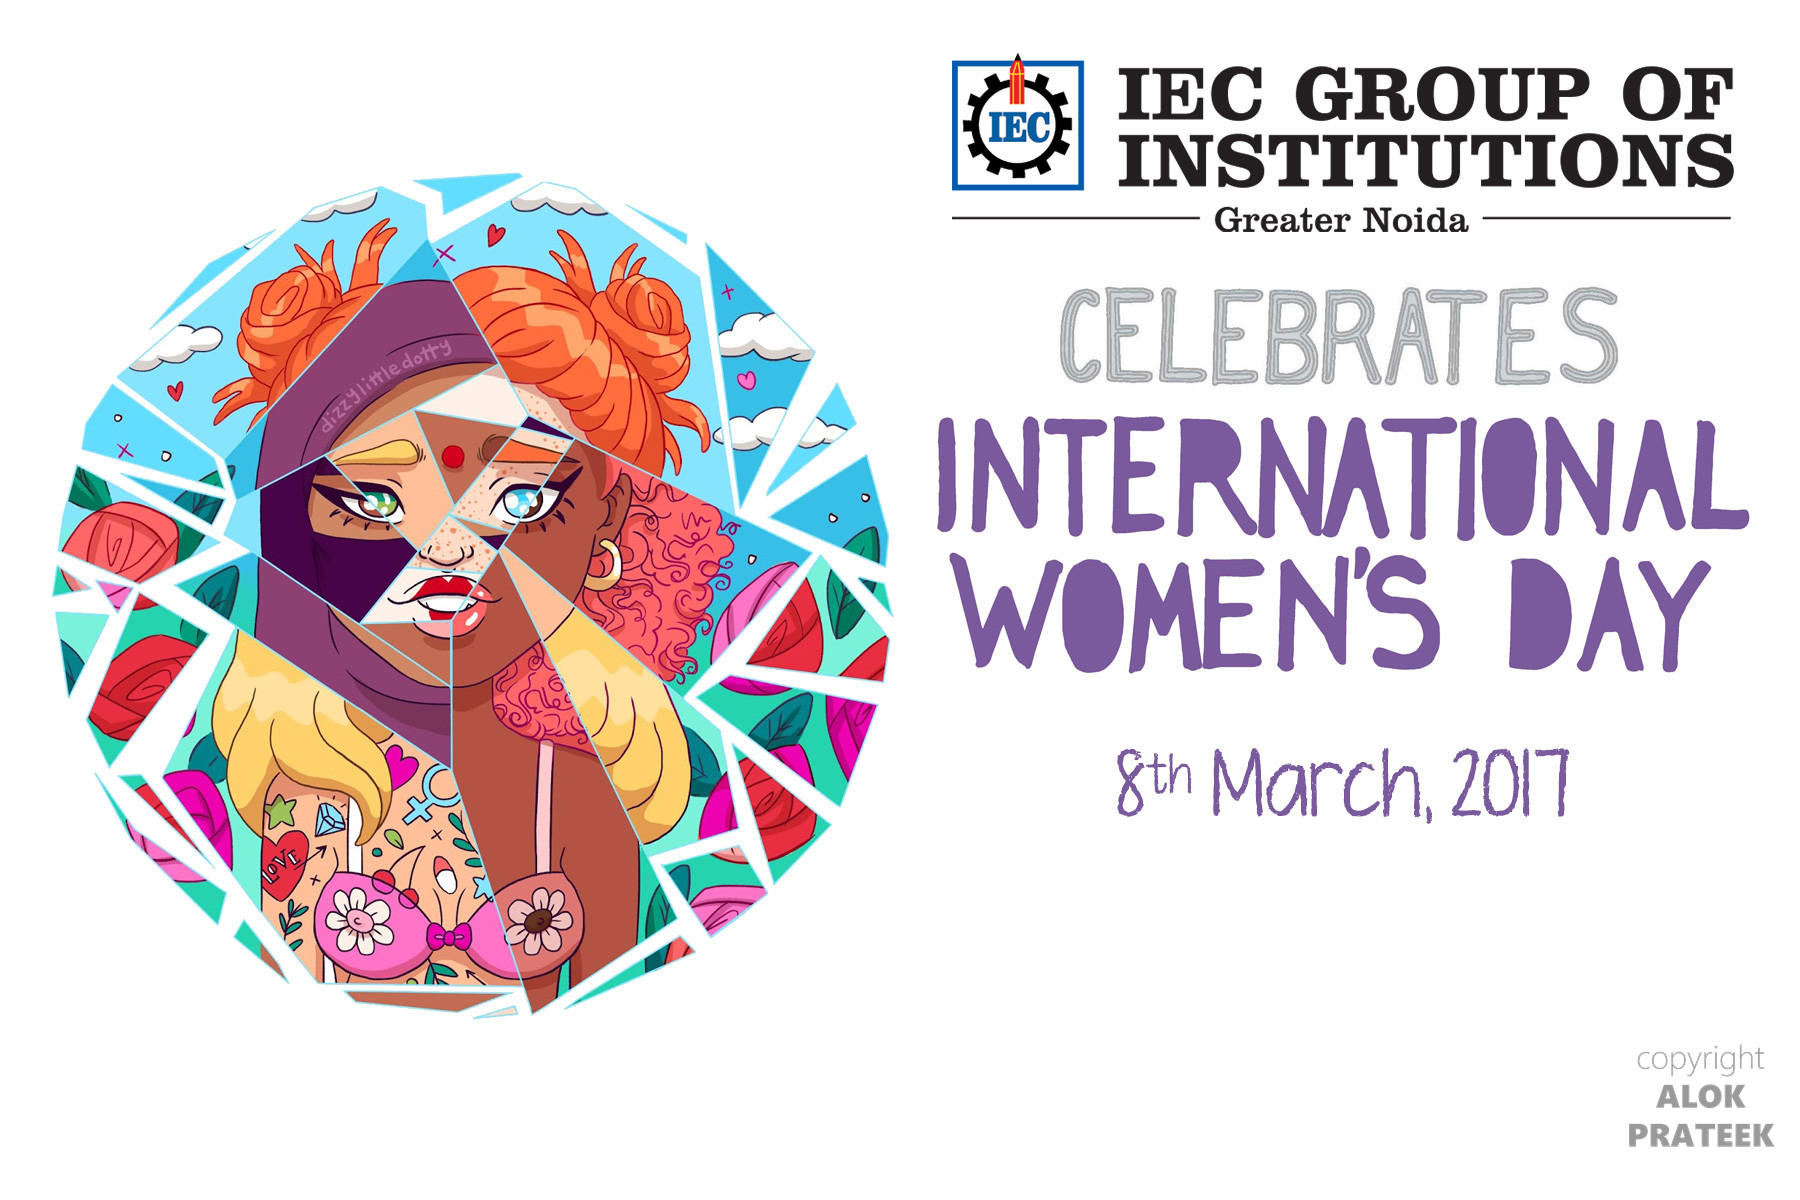 IEC
IEC GROUP OF
INSTITUTIONS
Greater Noida
CELEBRATES
INTERNATIONAL
WOMEN'S DAY
8th March, 2017
dizzylittledotty
LOVE
copyright
ALOK
PRATEEK